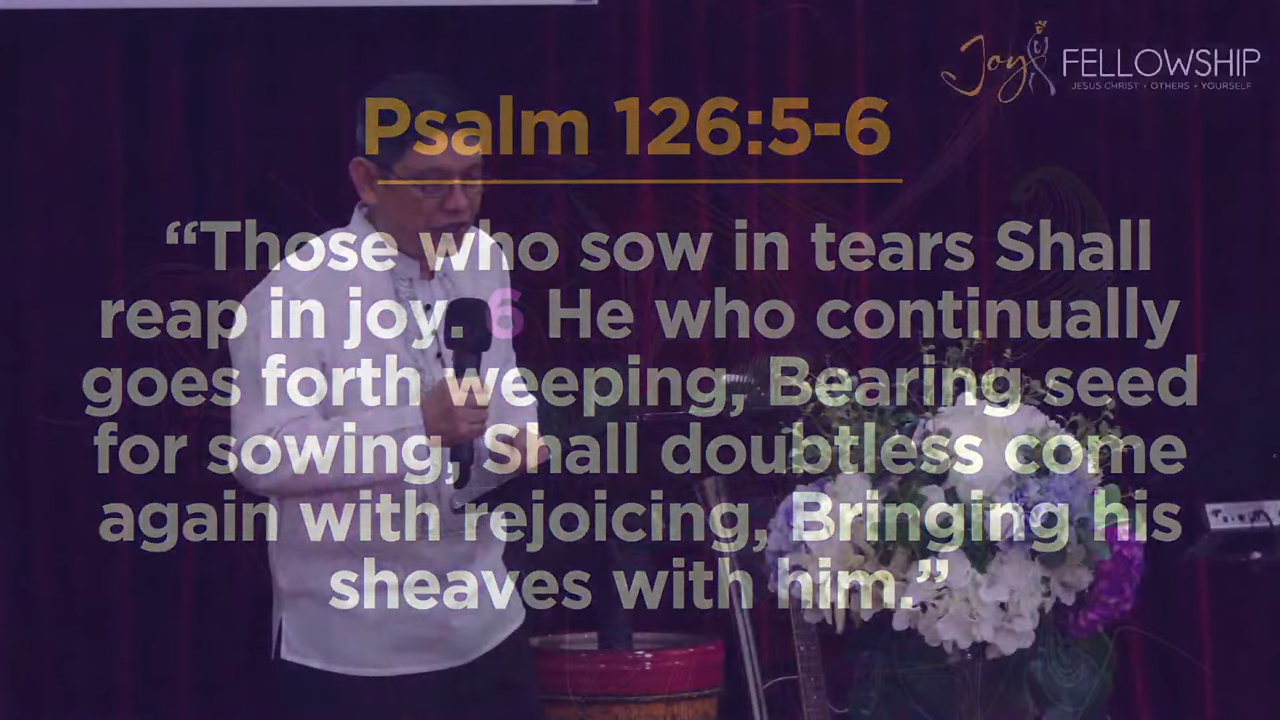 Joy FELLOWSHIP
JESUS CHRIST • OTHERS • YOURSELF
Psalm 126:5-6
“Those who sow in tears Shall
reap in joy. 6 He who continually
goes forth weeping, Bearing seed
for sowing, Shall doubtless come
again with rejoicing, Bringing his
sheaves with him.”